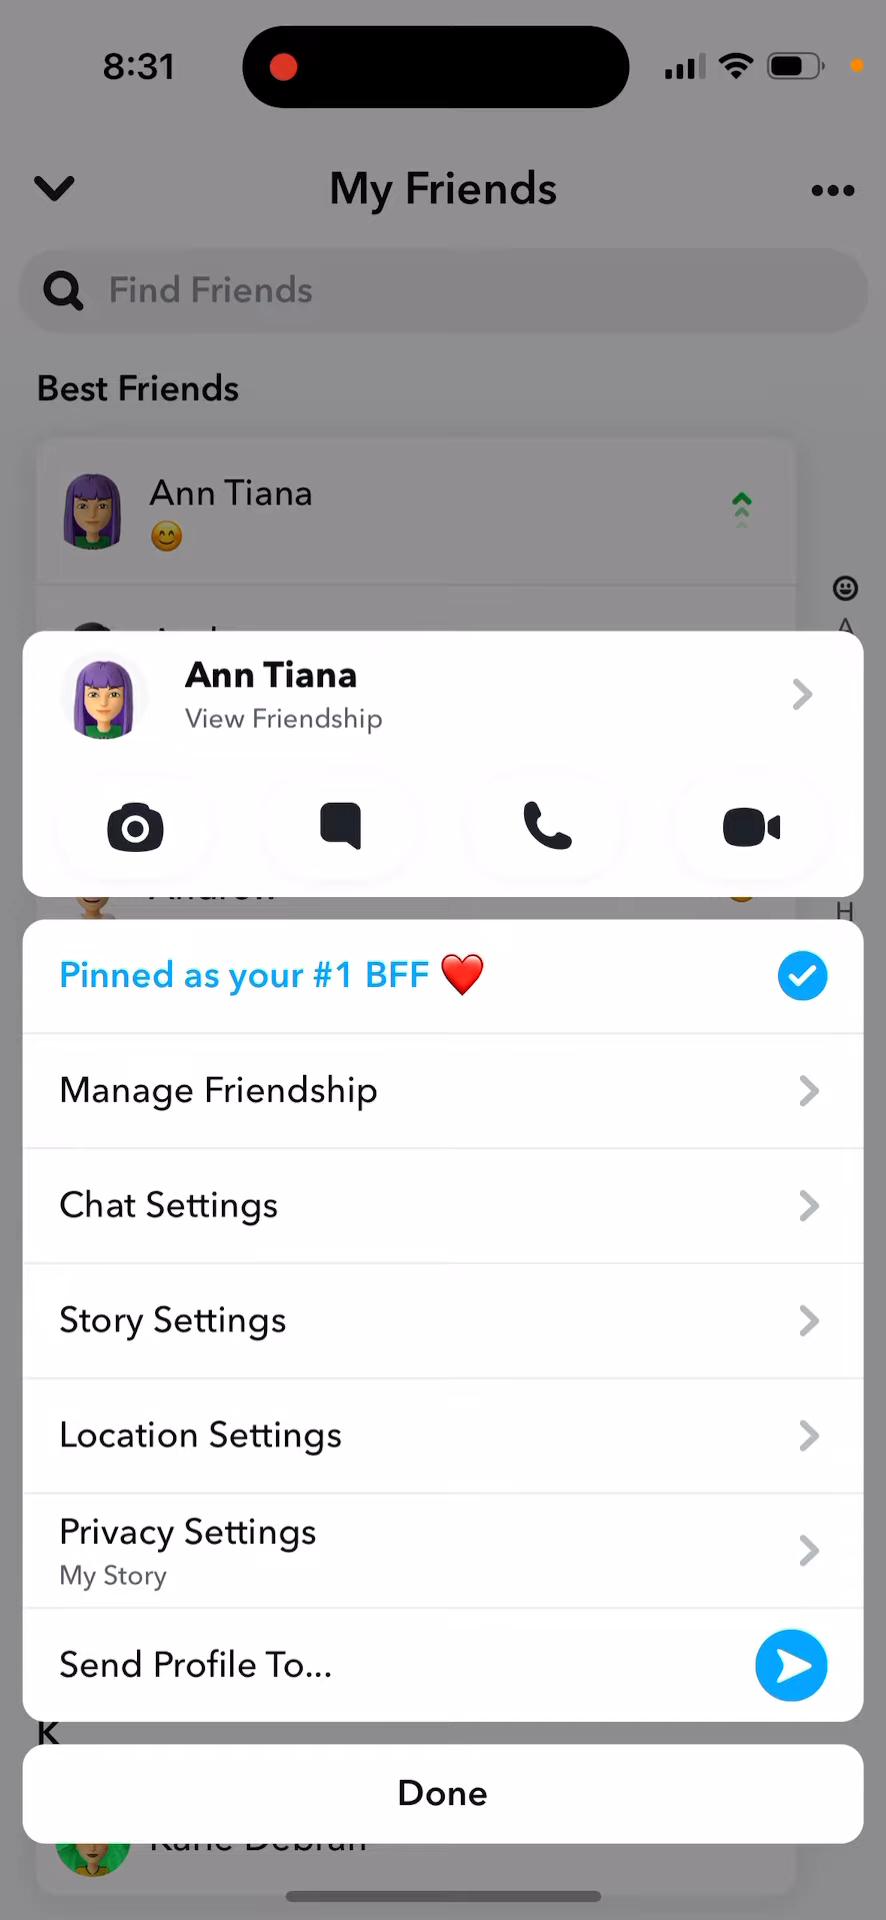 8:31
My Friends
Find Friends
Best Friends
Ann Tiana
A
Ann Tiana
View Friendship
Andrew
H
Pinned as your #1 BFF
Manage Friendship
Chat Settings
Story Settings
Location Settings
Privacy Settings
My Story
Send Profile To...
K
Done